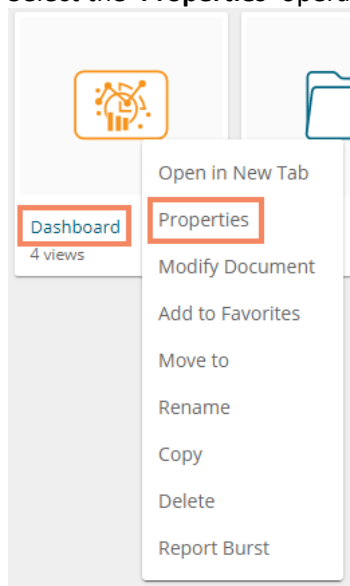 Select the 'Properties' opera
Dashboard
4 views
Open in New Tab
Properties
Modify Document
Add to Favorites
Move to
Rename
Copy
Delete
Report Burst